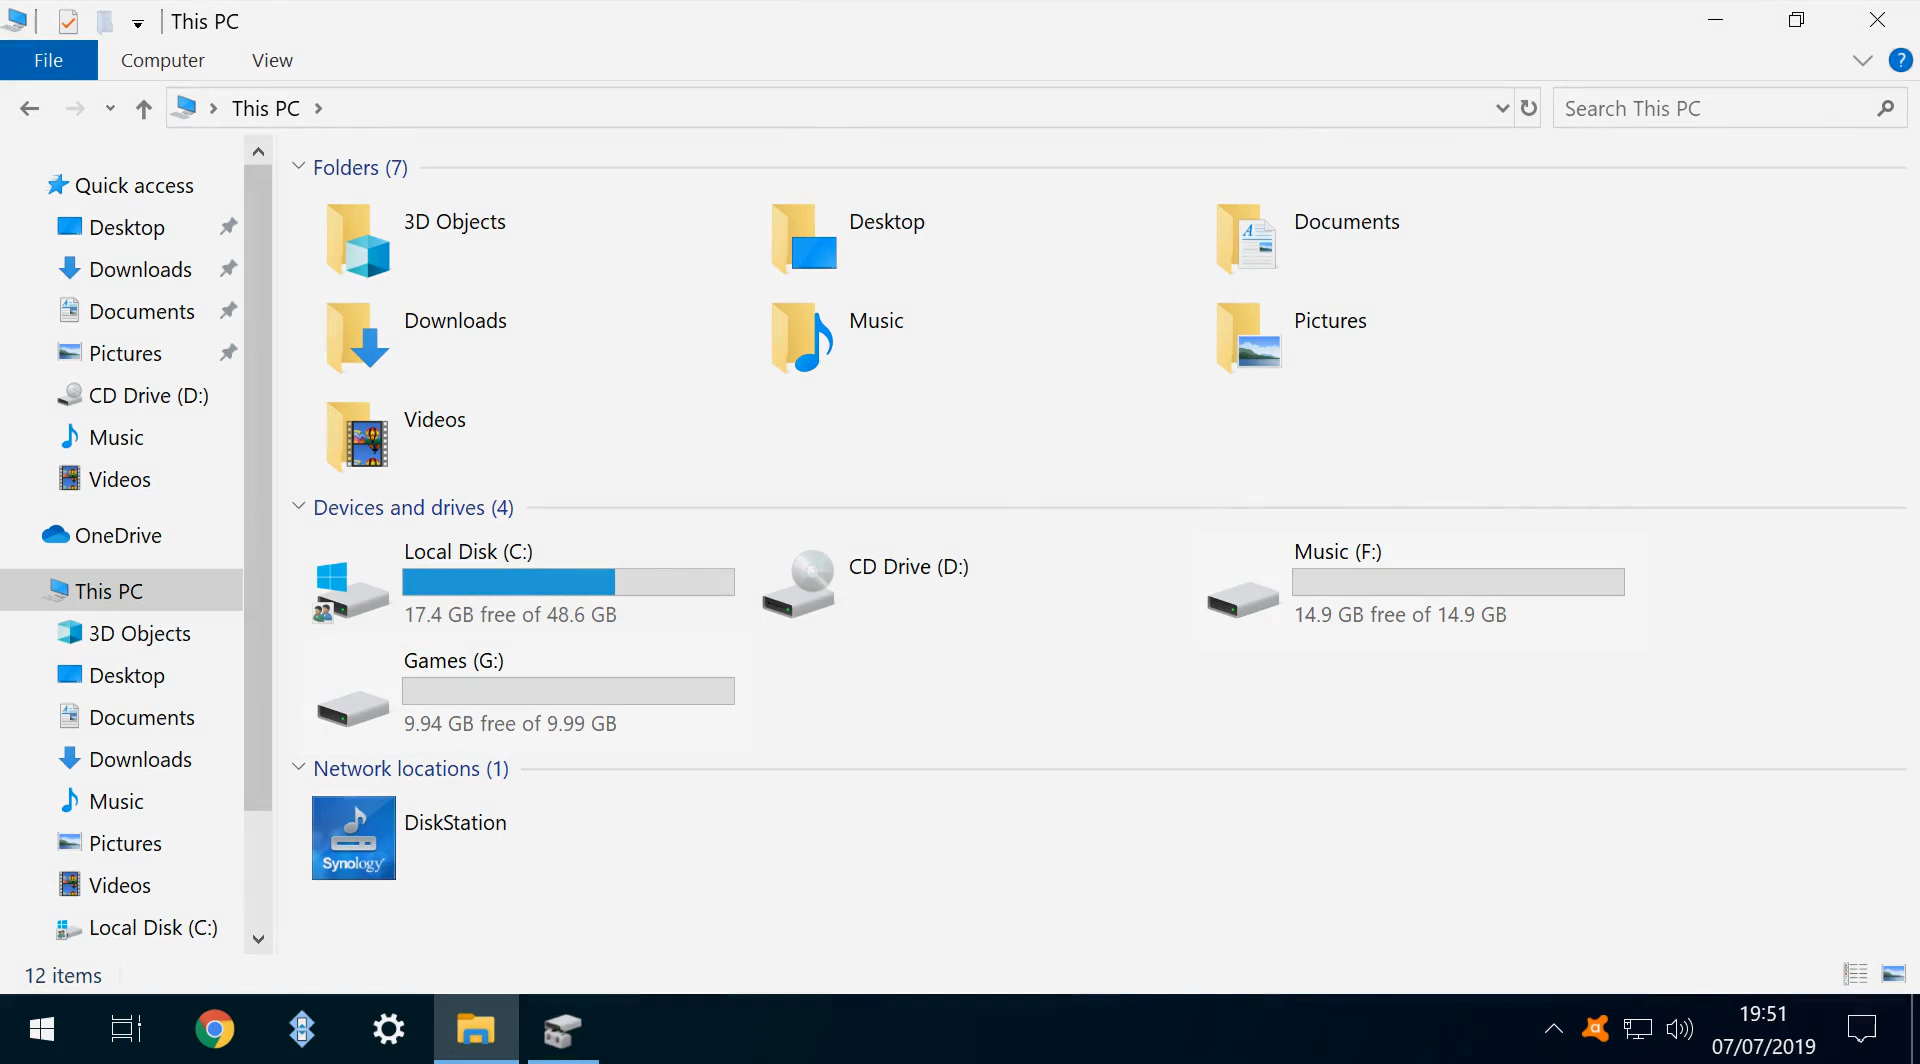 This PC
File
Computer
View
?
This PC
Search This PC
Quick access
Desktop
Downloads
Documents
Pictures
CD Drive (D:)
Music
Videos
OneDrive
This PC
3D Objects
Desktop
Documents
Downloads
Music
Pictures
Videos
Local Disk (C:)
Folders (7)
3D Objects
Desktop
Documents
Downloads
Music
Pictures
Videos
Devices and drives (4)
Local Disk (C:)
17.4 GB free of 48.6 GB
CD Drive (D:)
Music (F:)
14.9 GB free of 14.9 GB
Games (G:)
9.94 GB free of 9.99 GB
Network locations (1)
Synology
DiskStation
12 items
19:51
07/07/2019